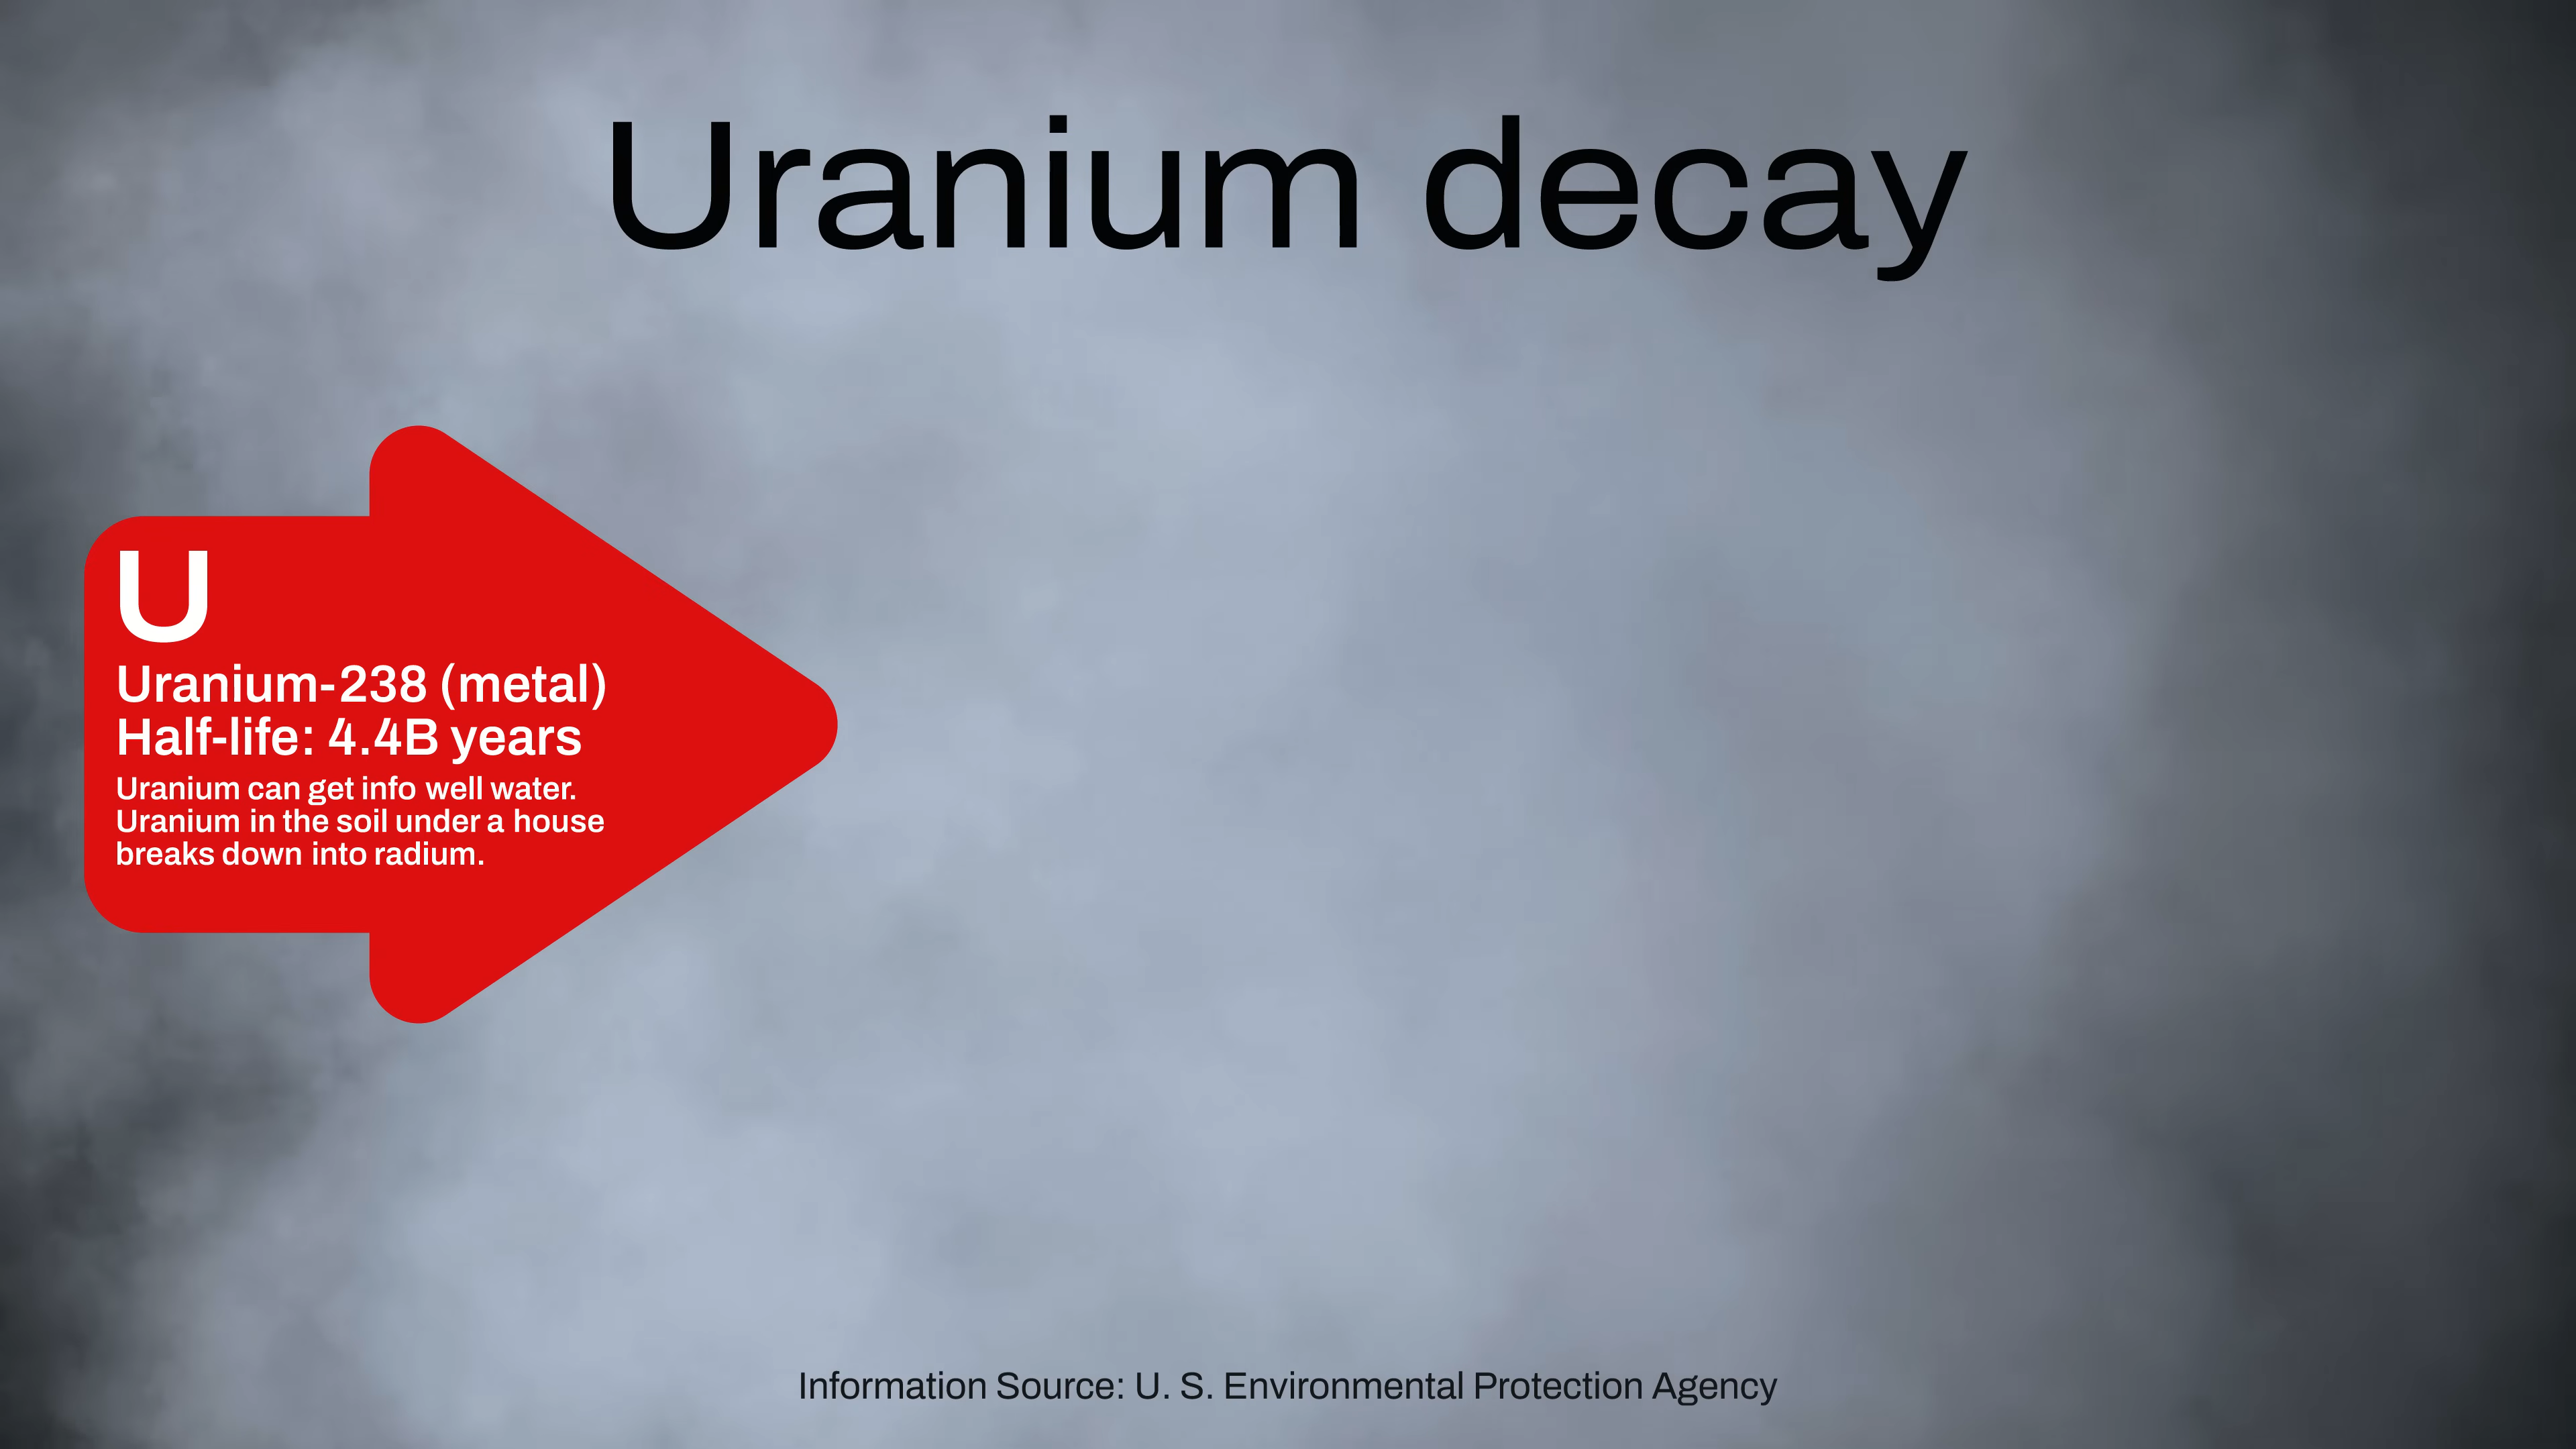 Uranium decay
U
Uranium-238 (metal)
Half-life: 4.4B years
Uranium can get info well water.
Uranium in the soil under a house
breaks down into radium.
Information Source: U. S. Environmental Protection Agency